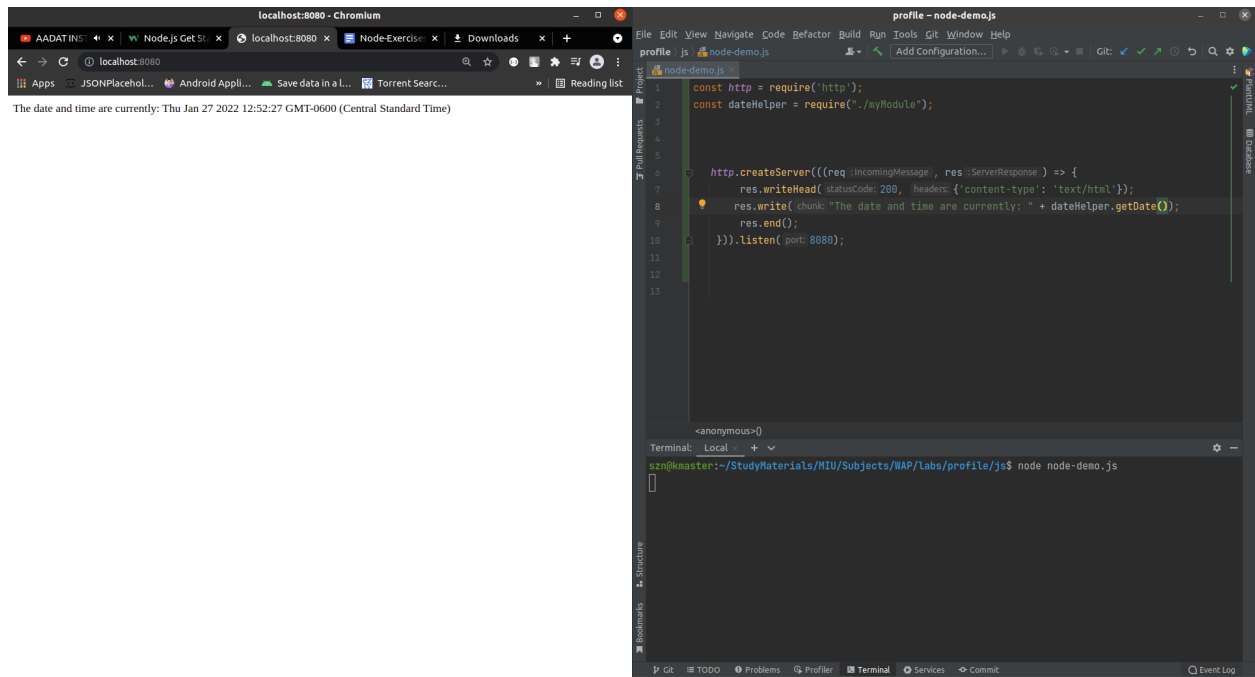 localhost:8080 - Chromium
AADAT INS
Node.js Get St
localhost:8080
Node-Exercise
Downloads
localhost:8080
Apps JSONPlacehol... Android Appli... Save data in a l... Torrent Searc... » Reading list
The date and time are currently: Thu Jan 27 2022 12:52:27 GMT-0600 (Central Standard Time)
profile – node-demo.js
File Edit View Navigate Code Refactor Build Run Tools Git Window Help
profile js node-demo.js Add Configuration... Git:
node-demo.js
Project
Pull Requests
Structure
Bookmarks
1 const http = require('http');
2 const dateHelper = require("./myModule");
3
4
5
6 http.createServer(((req :IncomingMessage , res :ServerResponse ) => {
7 res.writeHead( statusCode: 200, headers: {'content-type': 'text/html'});
8 res.write( chunk: "The date and time are currently: " + dateHelper.getDate());
9 res.end();
10 })).listen( port: 8080);
11
12
13
PlantUML
Database
<anonymous>()
Terminal: Local × +
szn@kmaster:~/StudyMaterials/MIU/Subjects/WAP/labs/profile/js$ node node-demo.js
Git TODO Problems Profiler Terminal Services Commit Event Log